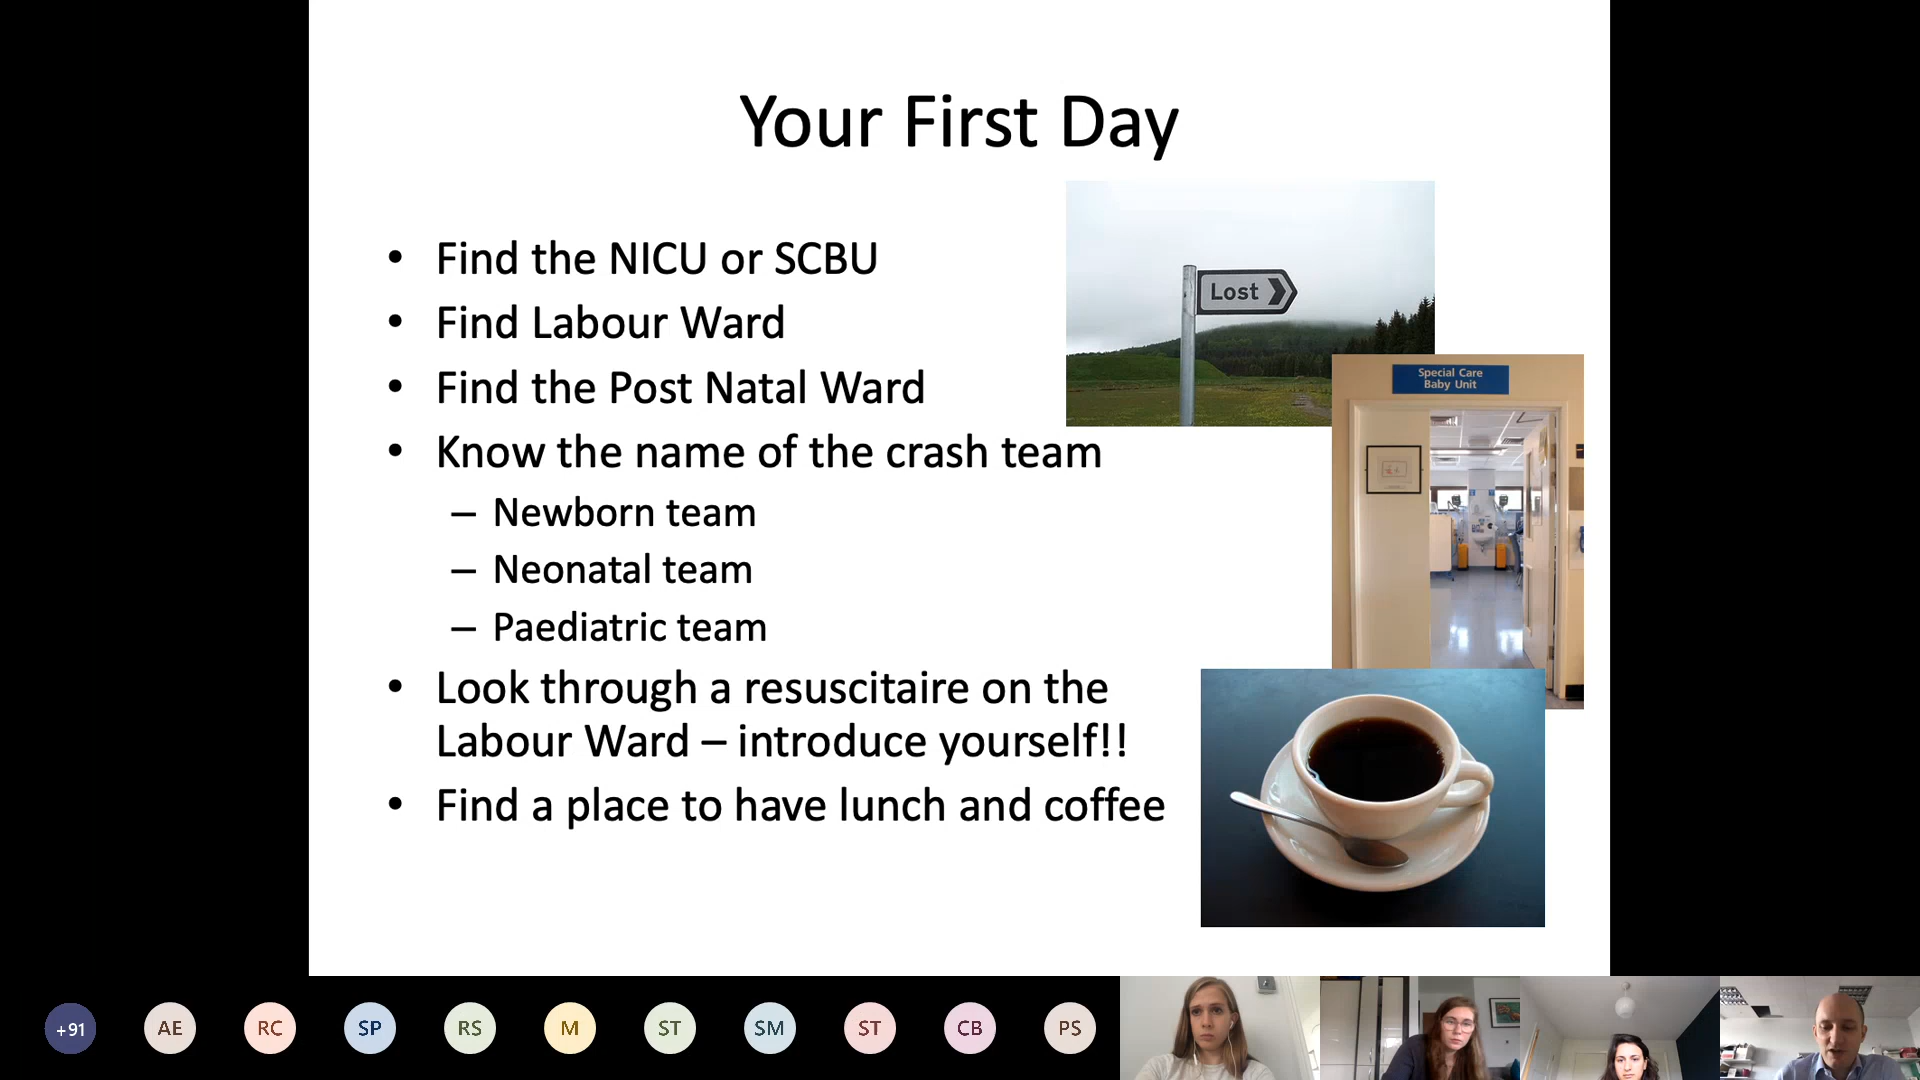 Your First Day
• Find the NICU or SCBU
• Find Labour Ward
• Find the Post Natal Ward
• Know the name of the crash team
– Newborn team
– Neonatal team
– Paediatric team
• Look through a resuscitaire on the
Labour Ward – introduce yourself!!
• Find a place to have lunch and coffee
Lost
Special Care
Baby Unit
+91
AE
RC
SP
RS
M
ST
SM
ST
CB
PS